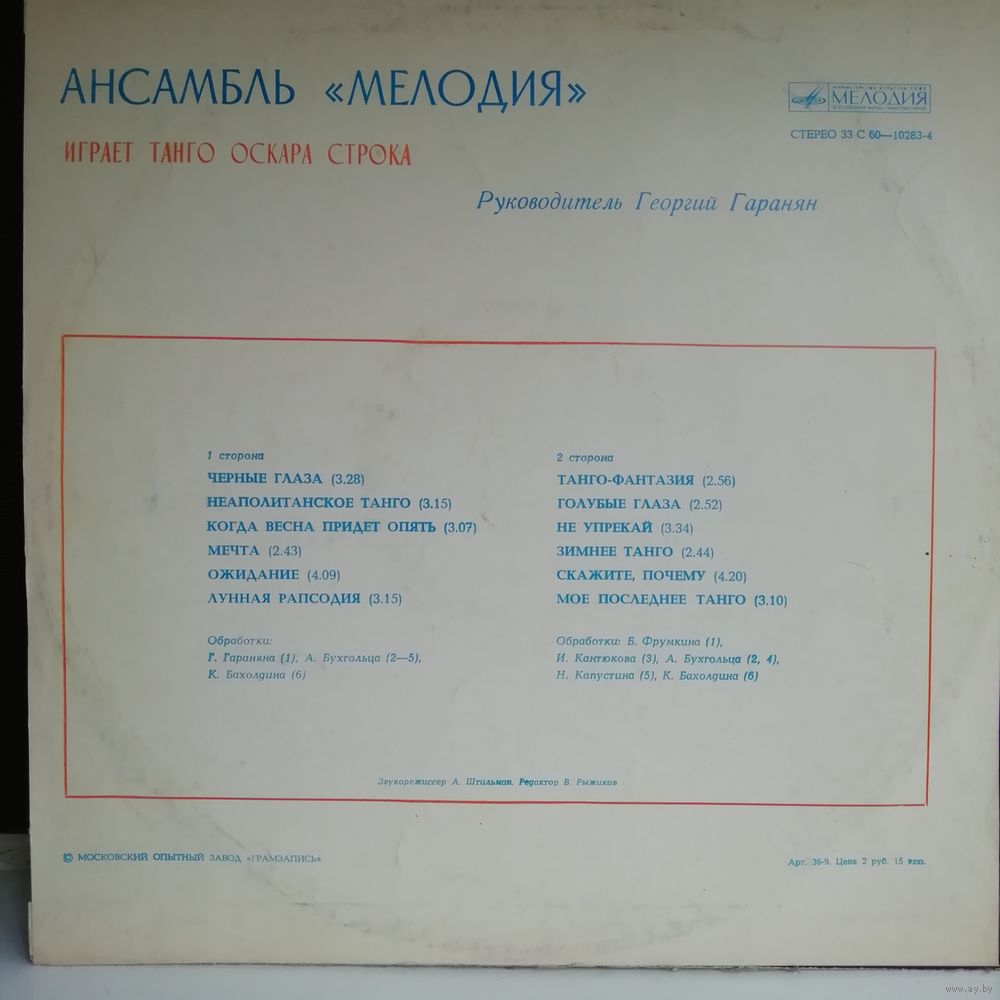 АНСАМБЛЬ «МЕЛОДИЯ»
ИГРАЕТ ТАНГО ОСКАРА СТРОКА
МЕЛОДИЯ
СТЕРЕО 33 С 60—10283-4
Руководитель Георгий Гаранян
1 сторона
ЧЕРНЫЕ ГЛАЗА (3.28)
НЕАПОЛИТАНСКОЕ ТАНГО (3.15)
КОГДА ВЕСНА ПРИДЕТ ОПЯТЬ (3.07)
МЕЧТА (2.43)
ОЖИДАНИЕ (4.09)
ЛУННАЯ РАПСОДИЯ (3.15)
Обработки:
Г. Гараняна (1), А. Бухгольца (2—5),
К. Бахолдина (6)
2 сторона
ТАНГО-ФАНТАЗИЯ (2.56)
ГОЛУБЫЕ ГЛАЗА (2.52)
НЕ УПРЕКАЙ (3.34)
ЗИМНЕЕ ТАНГО (2.44)
СКАЖИТЕ, ПОЧЕМУ (4.20)
МОЕ ПОСЛЕДНЕЕ ТАНГО (3.10)
Обработки: Б. Фрумкина (1),
И. Кантюкова (3), А. Бухгольца (2, 4),
Н. Капустина (5), К. Бахолдина (6)
Звукорежиссер А. Штильман. Редактор В. Рыжиков
© МОСКОВСКИЙ ОПЫТНЫЙ ЗАВОД «ГРАМЗАПИСЬ»
Арт. 36-9. Цена 2 руб. 15 коп.
www.ay.by